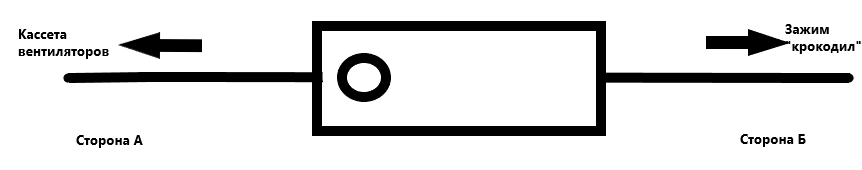 Кассета
вентиляторов
Зажим
"крокодил"
Сторона А
Сторона Б